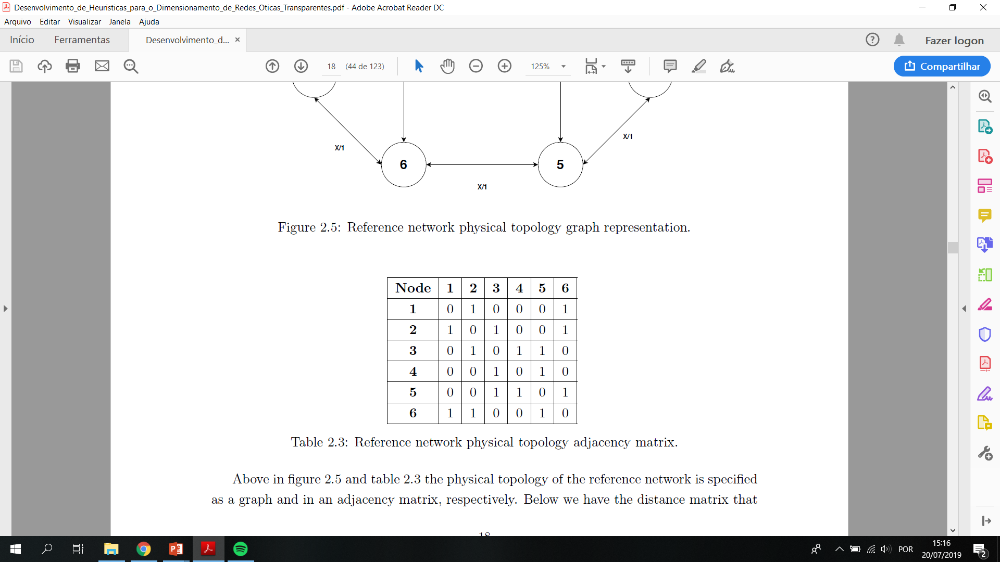 Desenvolvimento_de_Heuristicas_para_o_Dimensionamento_de_Redes_Oticas_Transparentes.pdf - Adobe Acrobat Reader DC
Arquivo Editar Visualizar Janela Ajuda
Início Ferramentas Desenvolvimento_d... × Fazer logon
18 (44 de 123) 125% Compartilhar
X/1
X/1
6 5
X/1
Figure 2.5: Reference network physical topology graph representation.
Node 1 2 3 4 5 6
1 0 1 0 0 0 1
2 1 0 1 0 0 1
3 0 1 0 1 1 0
4 0 0 1 0 1 0
5 0 0 1 1 0 1
6 1 1 0 0 1 0
Table 2.3: Reference network physical topology adjacency matrix.
Above in figure 2.5 and table 2.3 the physical topology of the reference network is specified
as a graph and in an adjacency matrix, respectively. Below we have the distance matrix that
18
POR 15:16
20/07/2019 2